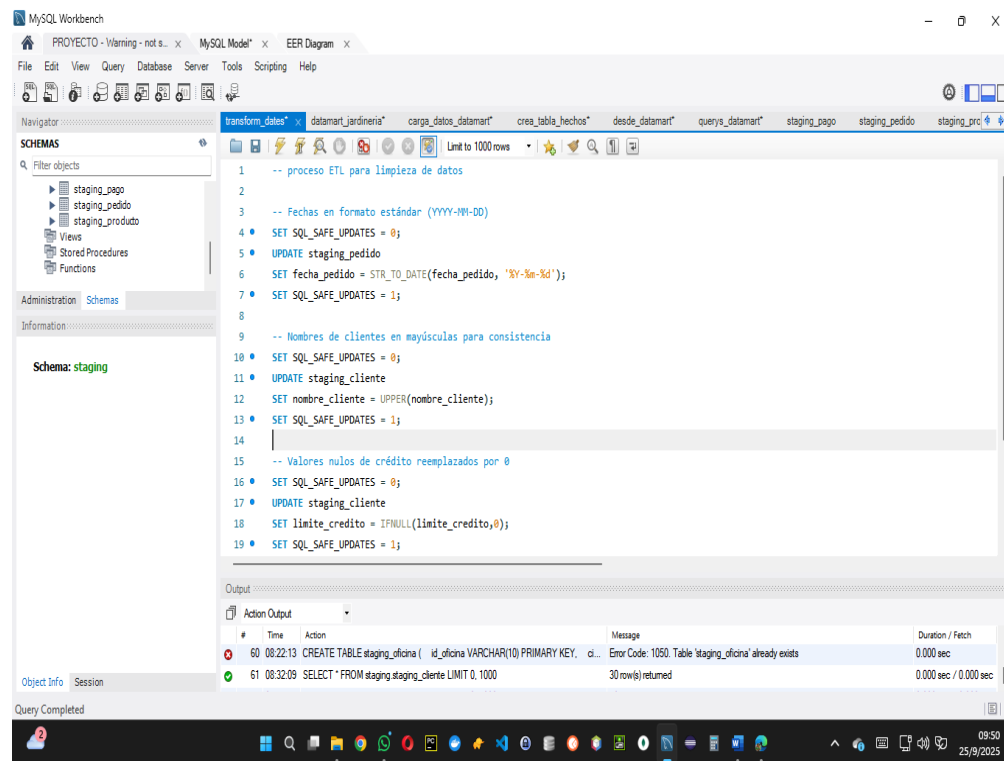 MySQL Workbench
PROYECTO - Warning - not s... x MySQL Model* x EER Diagram x
File Edit View Query Database Server Tools Scripting Help
Navigator
transform_dates* x datamart_jardineria* carga_datos_datamart* crea_tabla_hechos* desde_datamart* querys_datamart* staging_pago staging_pedido staging_prc
SCHEMAS
Limit to 1000 rows
Filter objects
staging_pago
staging_pedido
staging_producto
Views
Stored Procedures
Functions
Administration Schemas
Information
Schema: staging
1 -- proceso ETL para limpieza de datos
2
3 -- Fechas en formato estándar (YYYY-MM-DD)
4 SET SQL_SAFE_UPDATES = 0;
5 UPDATE staging_pedido
6 SET fecha_pedido = STR_TO_DATE(fecha_pedido, '%Y-%m-%d');
7 SET SQL_SAFE_UPDATES = 1;
8
9 -- Nombres de clientes en mayúsculas para consistencia
10 SET SQL_SAFE_UPDATES = 0;
11 UPDATE staging_cliente
12 SET nombre_cliente = UPPER(nombre_cliente);
13 SET SQL_SAFE_UPDATES = 1;
14
15 -- Valores nulos de crédito reemplazados por 0
16 SET SQL_SAFE_UPDATES = 0;
17 UPDATE staging_cliente
18 SET limite_credito = IFNULL(limite_credito,0);
19 SET SQL_SAFE_UPDATES = 1;
Output
Action Output
# Time Action Message Duration / Fetch
60 08:22:13 CREATE TABLE staging_oficina ( id_oficina VARCHAR(10) PRIMARY KEY, ci... Error Code: 1050. Table 'staging_oficina' already exists 0.000 sec
61 08:32:09 SELECT * FROM staging.staging_cliente LIMIT 0, 1000 30 row(s) returned 0.000 sec / 0.000 sec
Object Info Session
Query Completed
2
09:50
25/9/2025